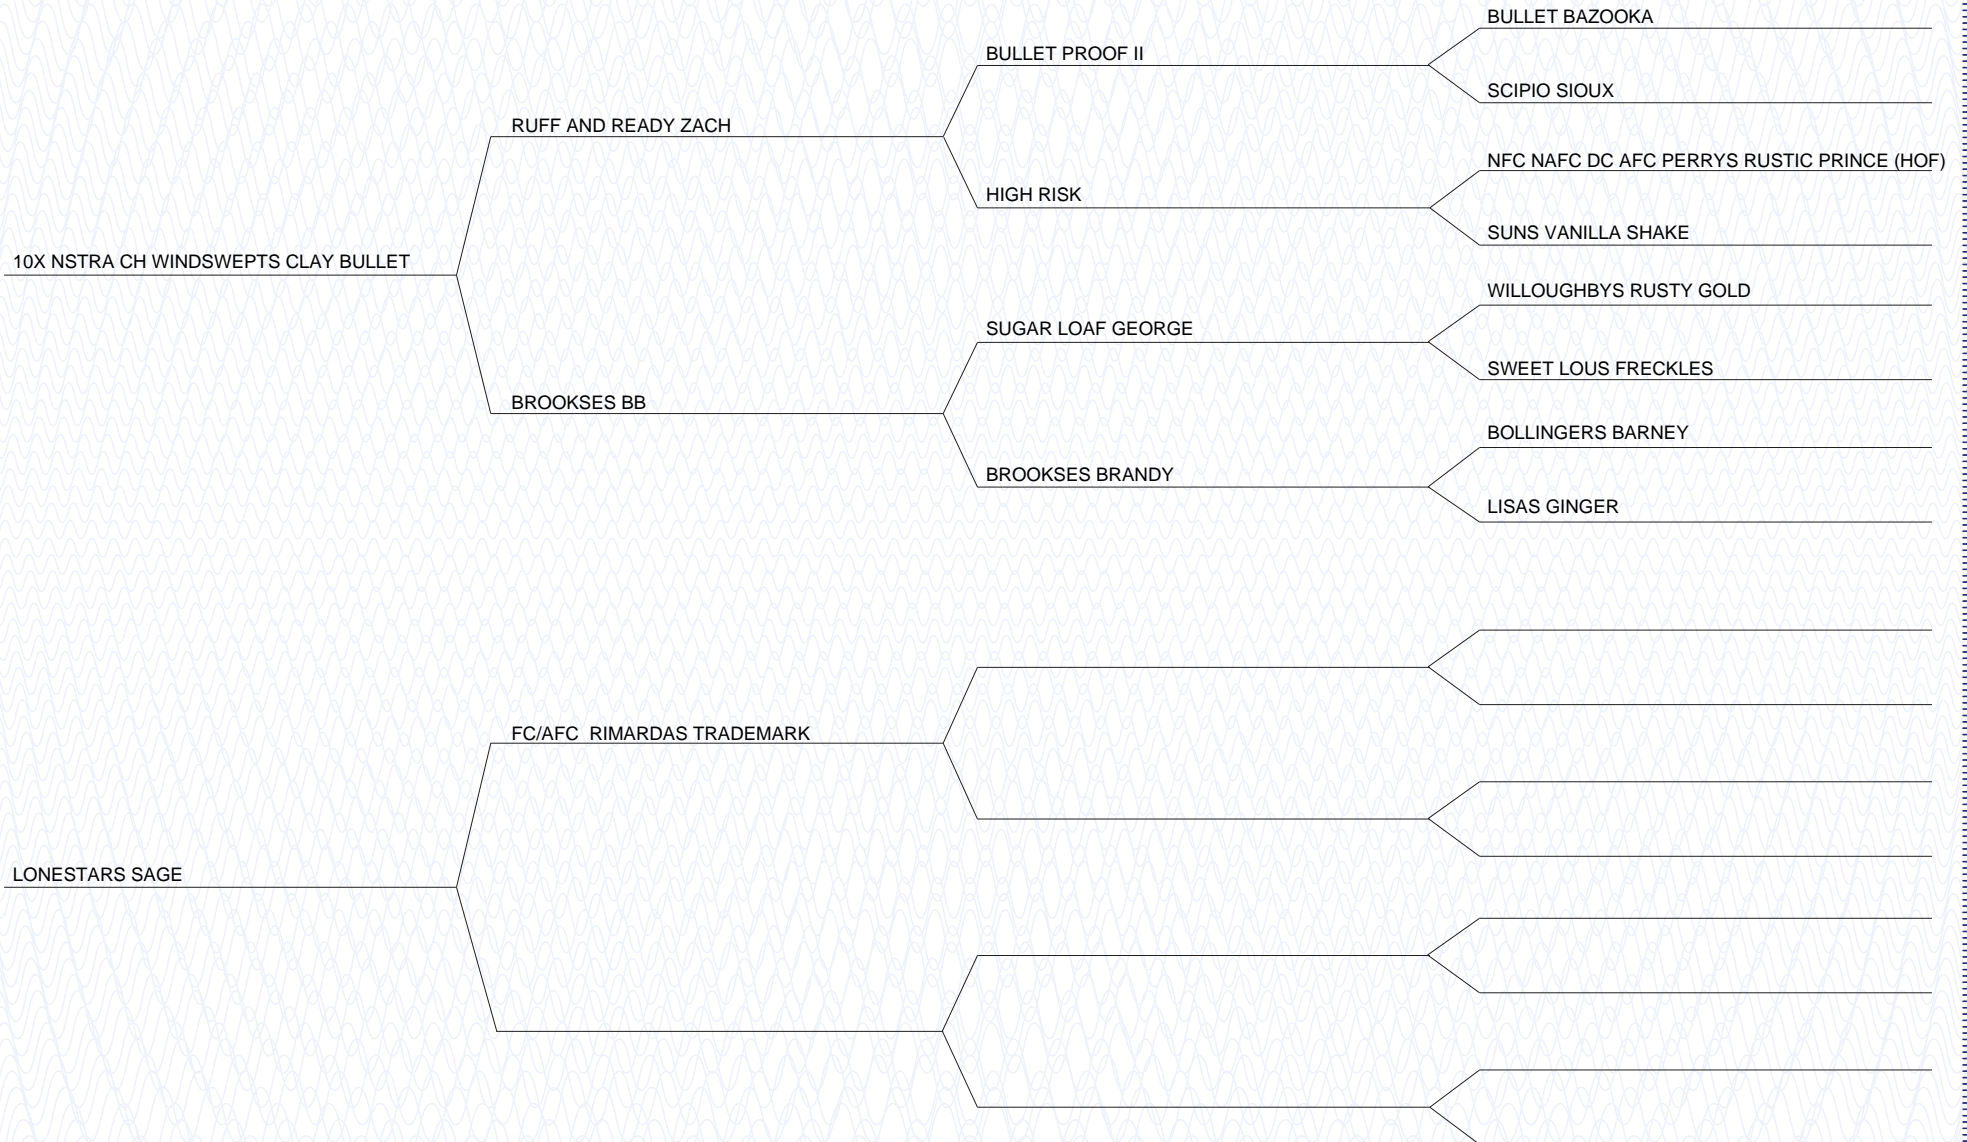 BULLET BAZOOKA
BULLET PROOF II
SCIPIO SIOUX
RUFF AND READY ZACH
NFC NAFC DC AFC PERRYS RUSTIC PRINCE (HOF)
HIGH RISK
SUNS VANILLA SHAKE
10X NSTRA CH WINDSWEPTS CLAY BULLET
WILLOUGHBYS RUSTY GOLD
SUGAR LOAF GEORGE
SWEET LOUS FRECKLES
BROOKSES BB
BOLLINGERS BARNEY
BROOKSES BRANDY
LISAS GINGER
FC/AFC  RIMARDAS TRADEMARK
LONESTARS SAGE